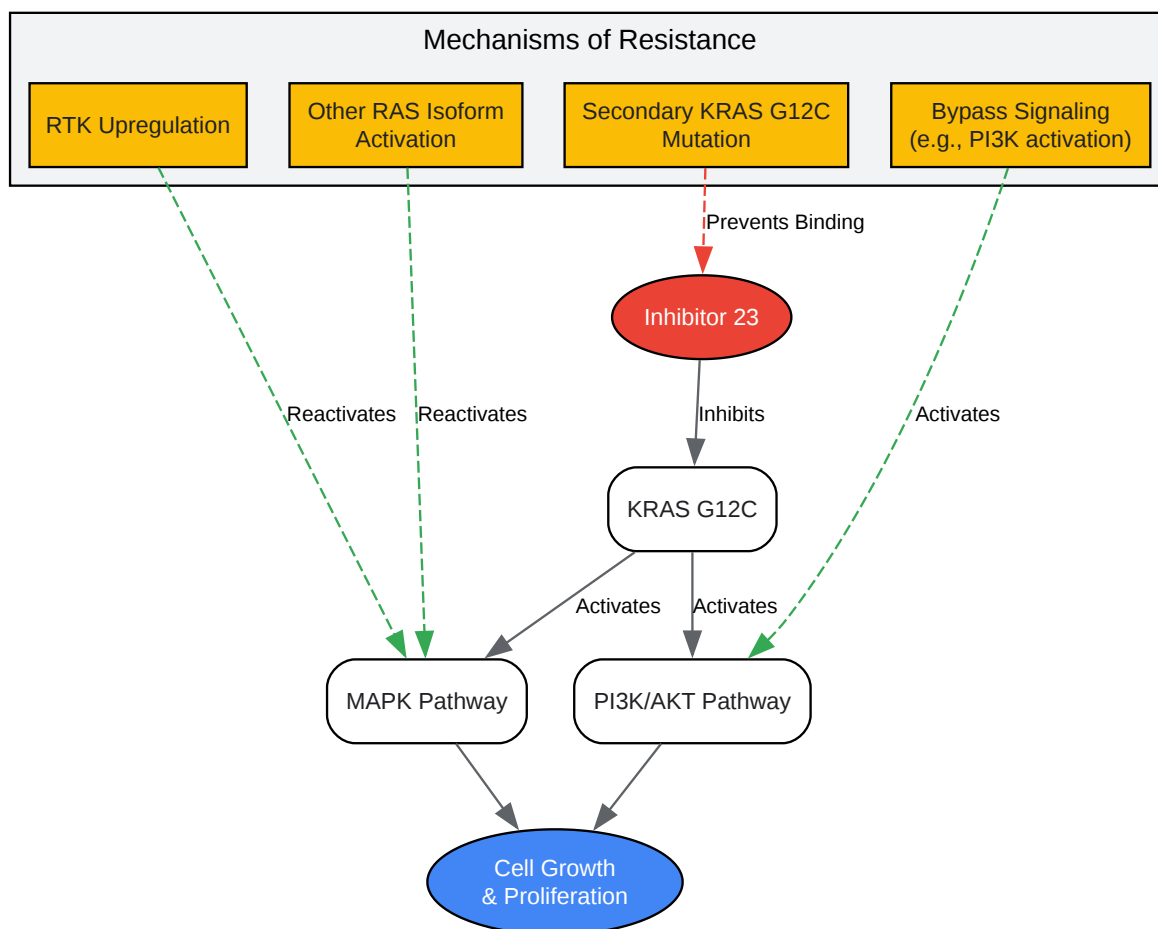 Mechanisms of Resistance
RTK Upregulation
Other RAS Isoform
Activation
Secondary KRAS G12C
Mutation
Bypass Signaling
(e.g., PI3K activation)
Prevents Binding
Inhibitor 23
Reactivates
Reactivates
Inhibits
Activates
KRAS G12C
Activates
Activates
MAPK Pathway
PI3K/AKT Pathway
Cell Growth
& Proliferation